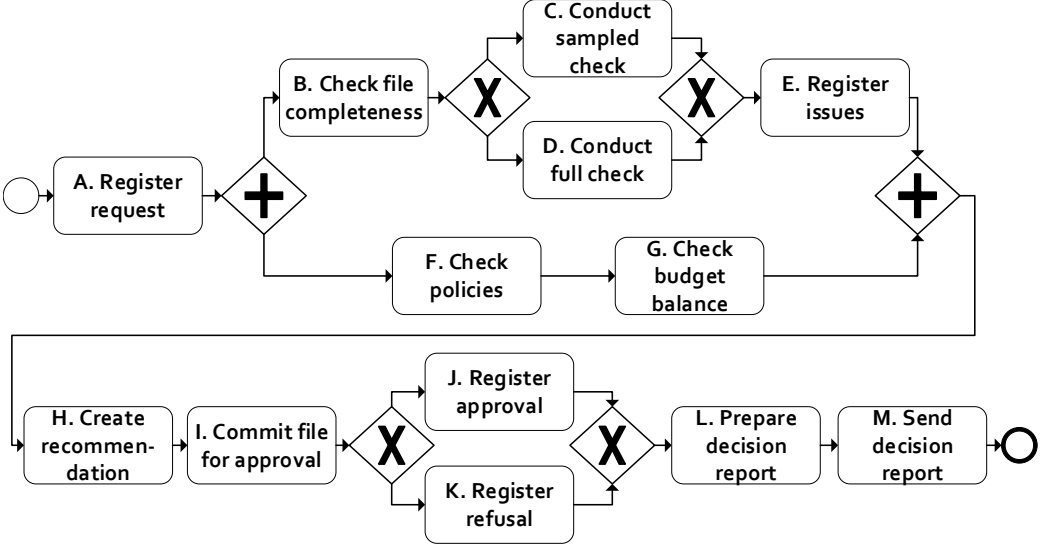 C. Conduct
sampled
check
B. Check file
completeness
X
X
E. Register
issues
D. Conduct
full check
A. Register
request
F. Check
policies
G. Check
budget
balance
J. Register
approval
H. Create
recommen-
dation
I. Commit file
for approval
X
X
L. Prepare
decision
report
M. Send
decision
report
K. Register
refusal